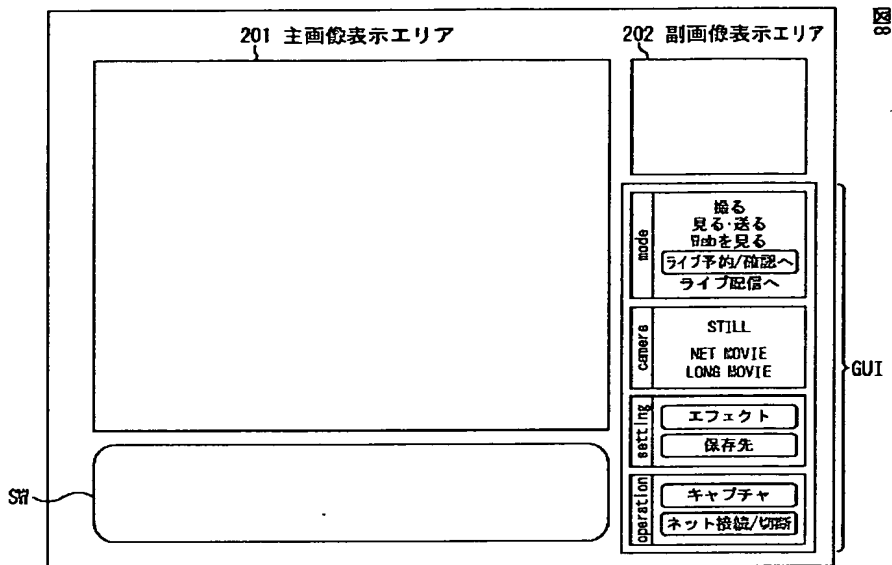 図8
201 主画像表示エリア
202 副画像表示エリア
mode
撮る
見る・送る
Webを見る
ライブ予約/確認へ
ライブ配信へ
camera
STILL
NET MOVIE
LONG MOVIE
setting
エフェクト
保存先
operation
キャプチャ
ネット接続/切断
GUI
SW